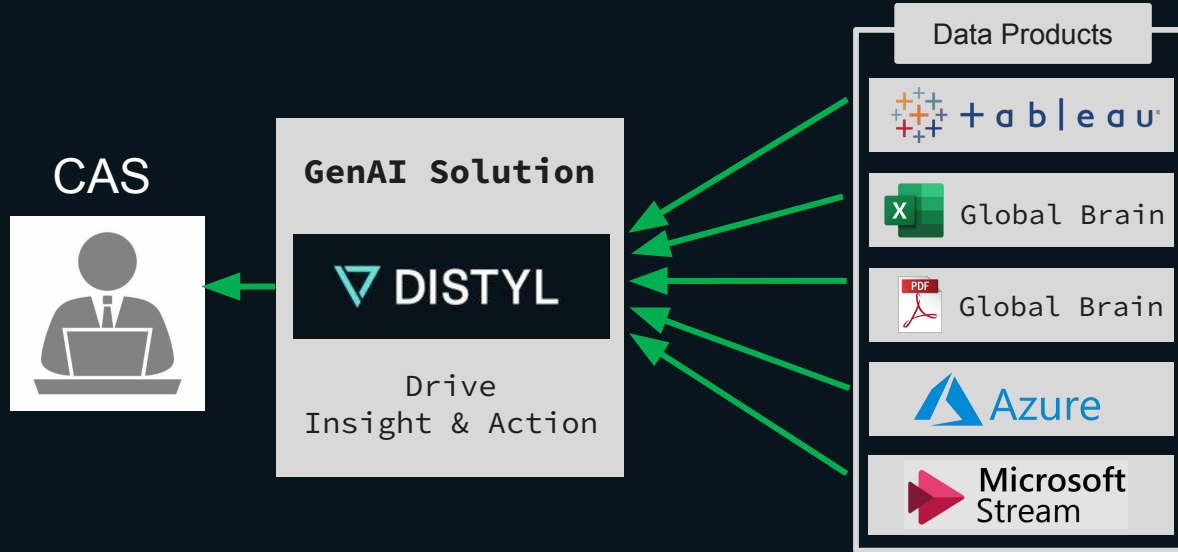 Data Products
+ a b | e a u
CAS
GenAI Solution
DISTYL
Drive
Insight & Action
X
Global Brain
PDF
Global Brain
Azure
Microsoft
Stream